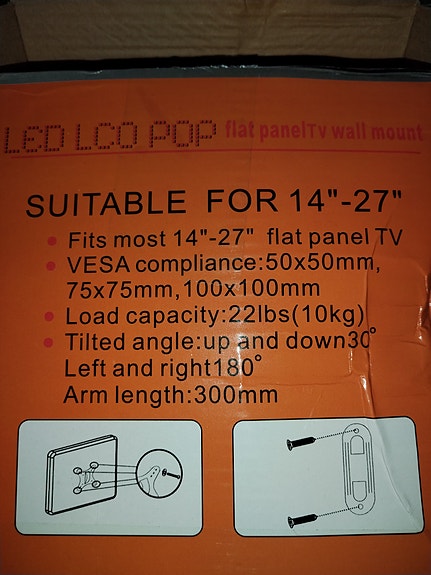 LED LCD PDP flat panelTv wall mount
SUITABLE FOR 14"-27"
Fits most 14"-27" flat panel TV
VESA compliance:50x50mm,
75x75mm,100x100mm
Load capacity:22lbs(10kg)
Tilted angle:up and down30°
Left and right180°
Arm length:300mm